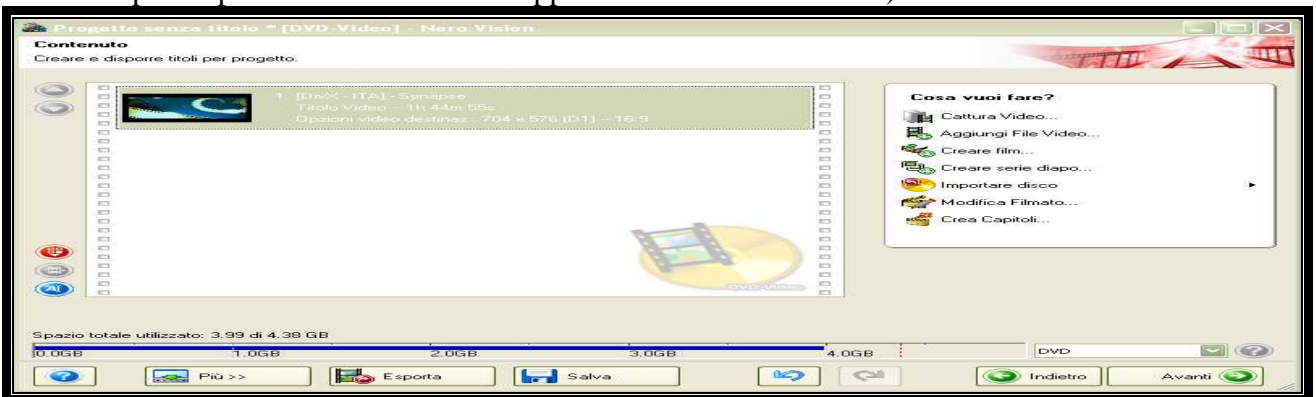 Progetto senza titolo * [DVD-Video] - Nero Vision
Contenuto
Creare e disporre titoli per progetto.
1. [DivX - ITA] - Synapse
Titolo Video – 1h 44m 55s
Opzioni video destinaz.: 704 x 576 [D1] – 16:9
DVD-Video
Cosa vuoi fare?
Cattura Video...
Aggiungi File Video...
Creare film...
Creare serie diapo...
Importare disco
Modifica Filmato...
Crea Capitoli...
Spazio totale utilizzato: 3.99 di 4.38 GB
0.0GB 1.0GB 2.0GB 3.0GB 4.0GB DVD
Più >> Esporta Salva Indietro Avanti